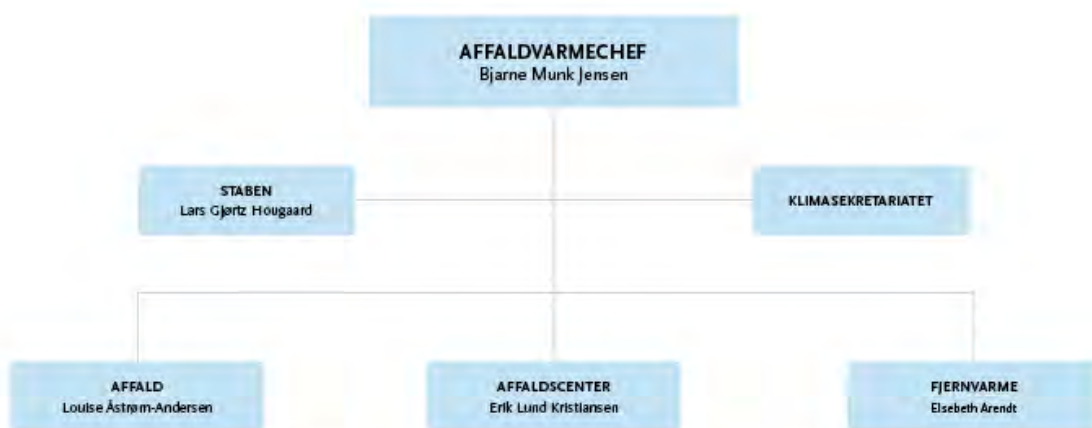 AFFALDVARMECHEF
Bjarne Munk Jensen
STABEN
Lars Gjørtz Hougaard
KLIMASEKRETARIATET
AFFALD
Louise Åstrøm-Andersen
AFFALDSCENTER
Erik Lund Kristiansen
FJERNVARME
Elsebeth Arendt